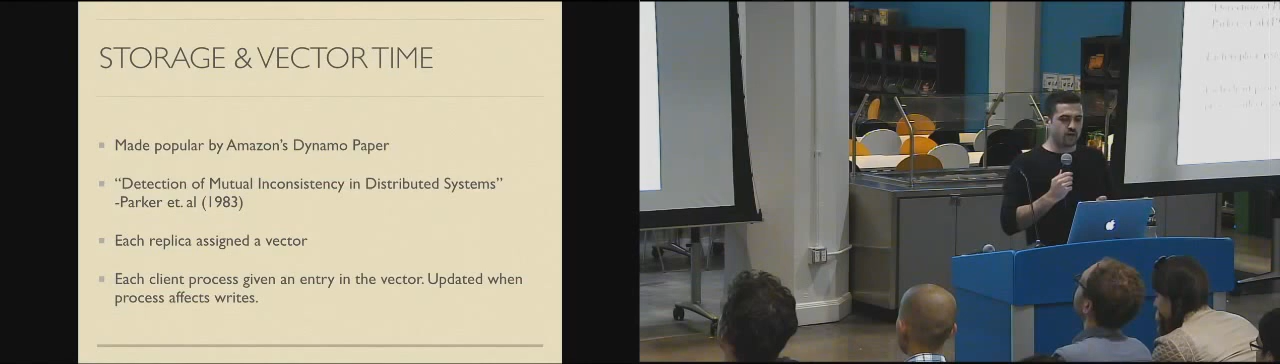 STORAGE & VECTOR TIME
Made popular by Amazon's Dynamo Paper
“Detection of Mutual Inconsistency in Distributed Systems”
-Parker et. al (1983)
Each replica assigned a vector
Each client process given an entry in the vector. Updated when
process affects writes.